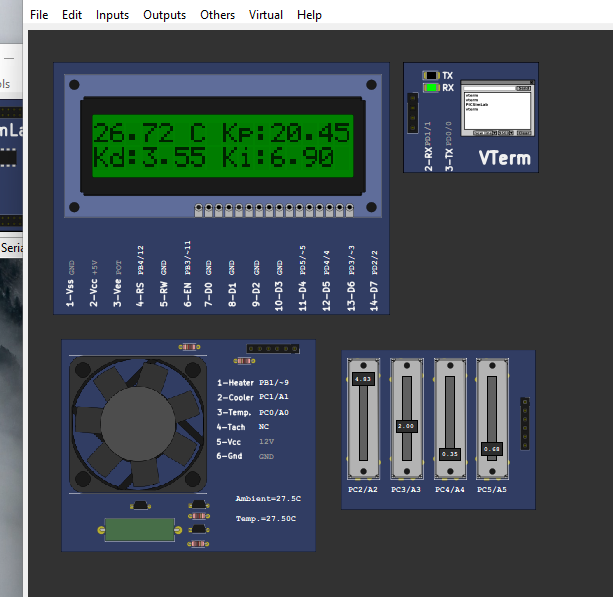 File Edit Inputs Outputs Others Virtual Help
26.72 C Kp:20.45
Kd:3.55 Ki:6.90
1-Vss GND
2-Vcc +5V
3-Vee POT
4-RS PB4/12
5-RW GND
6-EN PB3/~11
7-D0 GND
8-D1 GND
9-D2 GND
10-D3 GND
11-D4 PD5/~5
12-D5 PD4/4
13-D6 PD3/~3
14-D7 PD2/2
TX
RX
2-RX PD1/1
3-TX PD0/0
vterm
vterm
PICSimLab
vterm
VTerm
1-Heater PB1/~9
2-Cooler PC1/A1
3-Temp. PC0/A0
4-Tach NC
5-Vcc 12V
6-Gnd GND
Ambient=27.5C
Temp.=27.50C
4.83
2.00
0.35
0.68
PC2/A2 PC3/A3 PC4/A4 PC5/A5